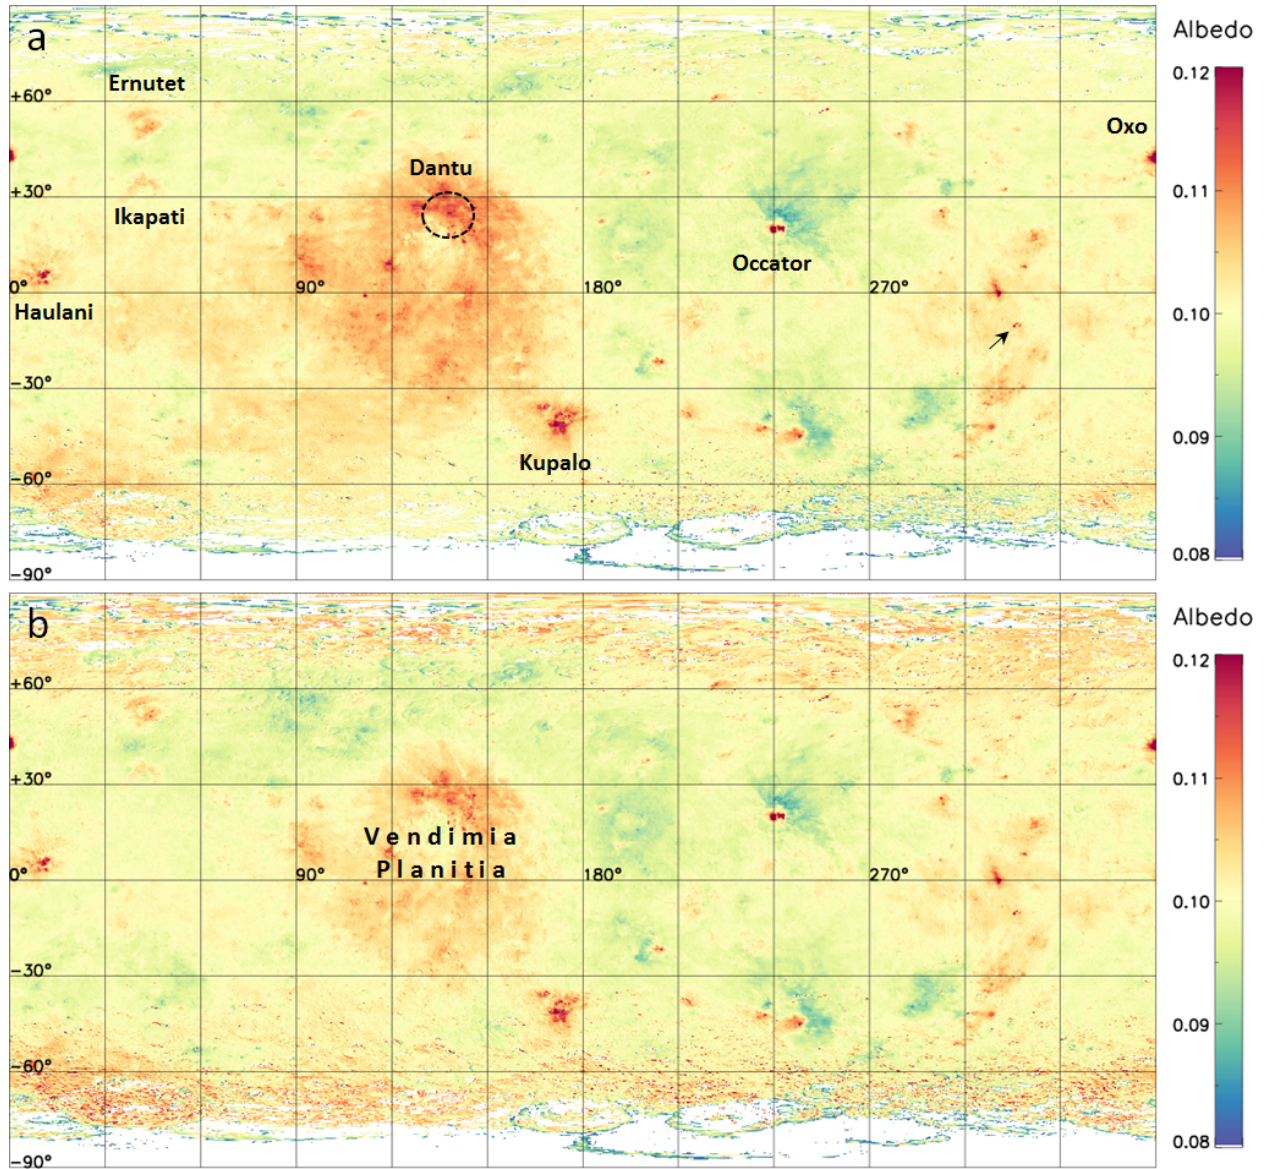 a
Albedo
0.12
Ernutet
+60°
Oxo
Dantu
+30°
0.11
Ikapati
Occator
0°
90°
180°
270°
Haulani
0.10
−30°
0.09
Kupalo
−60°
0.08
−90°
b
Albedo
0.12
+60°
+30°
0.11
Vendimia
Planitia
0°
90°
180°
270°
0.10
−30°
0.09
−60°
0.08
−90°